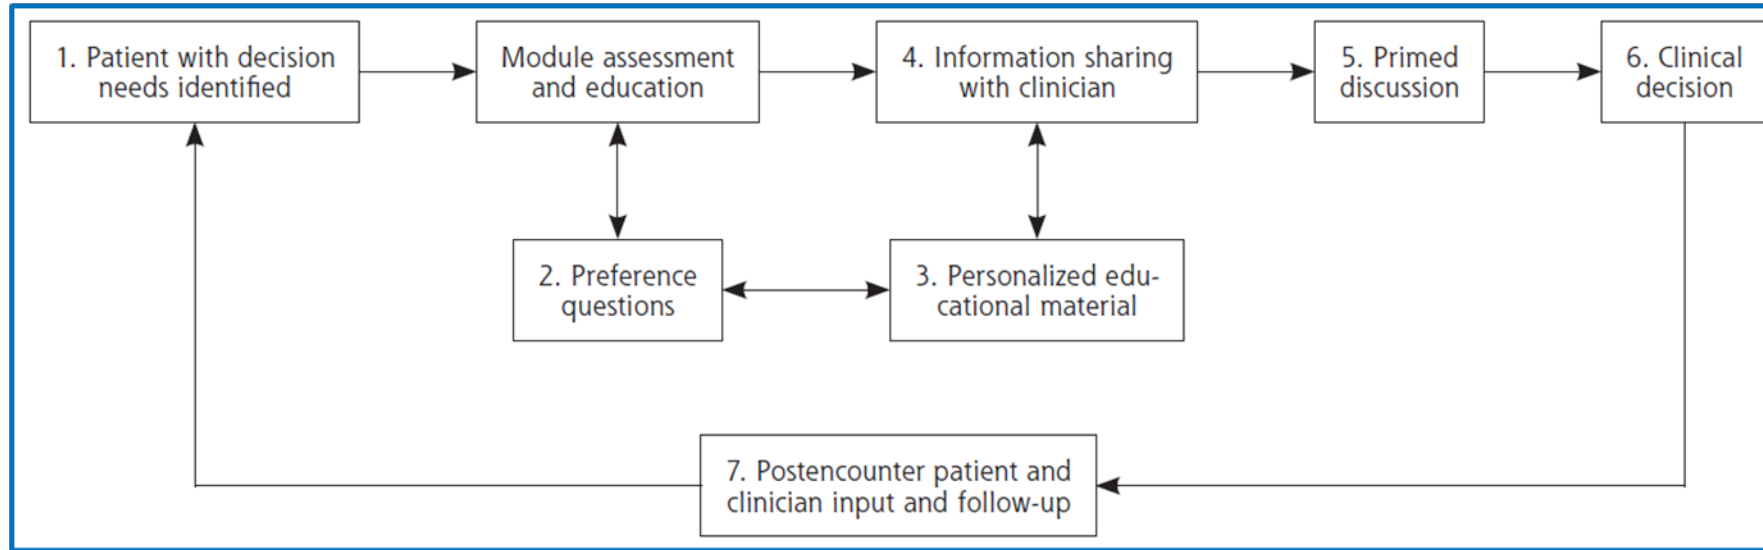 1. Patient with decision
needs identified
Module assessment
and education
4. Information sharing
with clinician
5. Primed
discussion
6. Clinical
decision
2. Preference
questions
3. Personalized edu-
cational material
7. Postencounter patient and
clinician input and follow-up